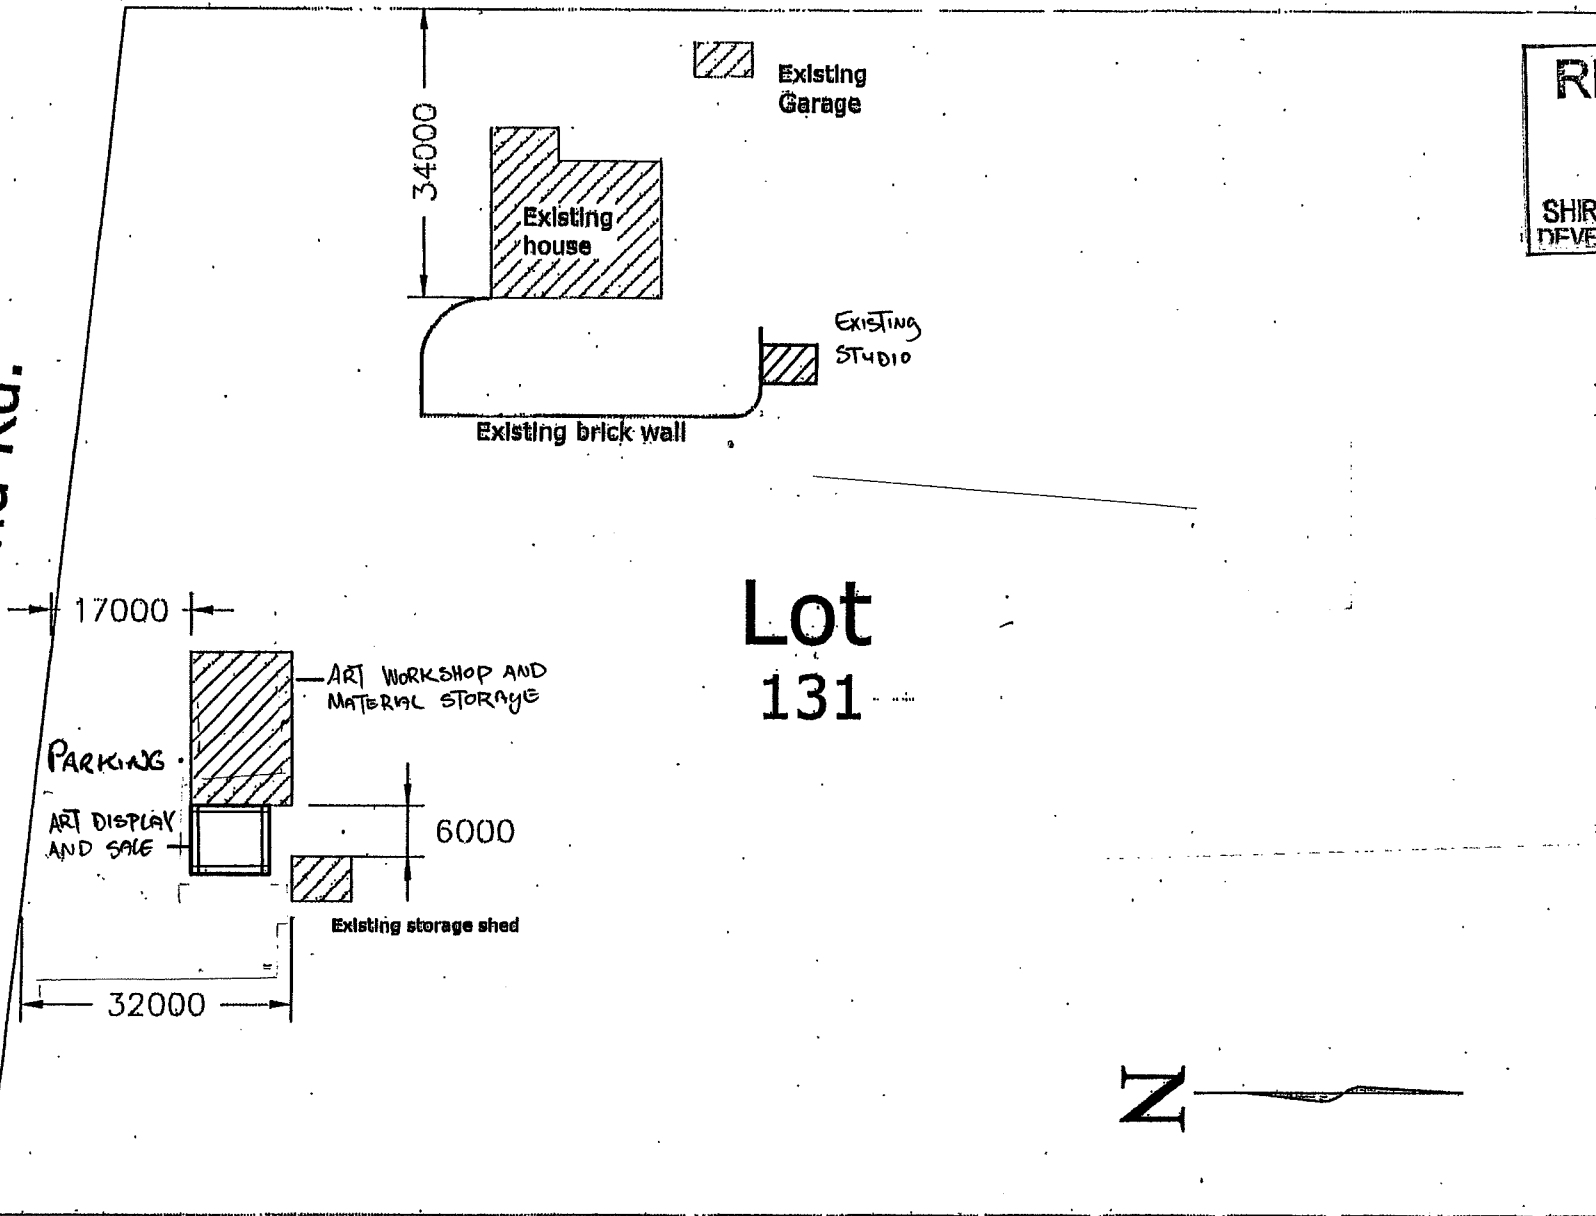 Existing
Garage
34000
Existing
house
EXISTING
STUDIO
Existing brick wall
Rd.
17000
Lot
131
ART WORKSHOP AND
MATERIAL STORAGE
PARKING
ART DISPLAY
AND SALE
6000
Existing storage shed
32000
N